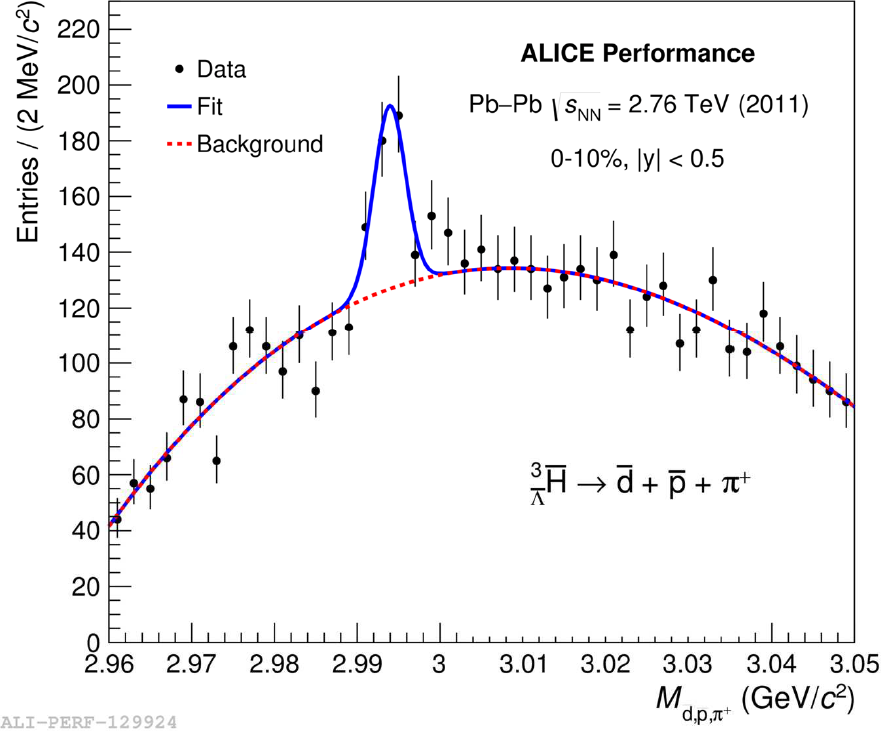 Entries / (2 MeV/c²)
220
200
180
160
140
120
100
80
60
40
20
0
Data
Fit
Background
ALICE Performance
Pb–Pb √sNN = 2.76 TeV (2011)
0-10%, |y| < 0.5
³Λ̅H̅ → d̅ + p̅ + π⁺
2.96 2.97 2.98 2.99 3 3.01 3.02 3.03 3.04 3.05
Md,p,π⁺ (GeV/c²)
ALI−PERF−129924